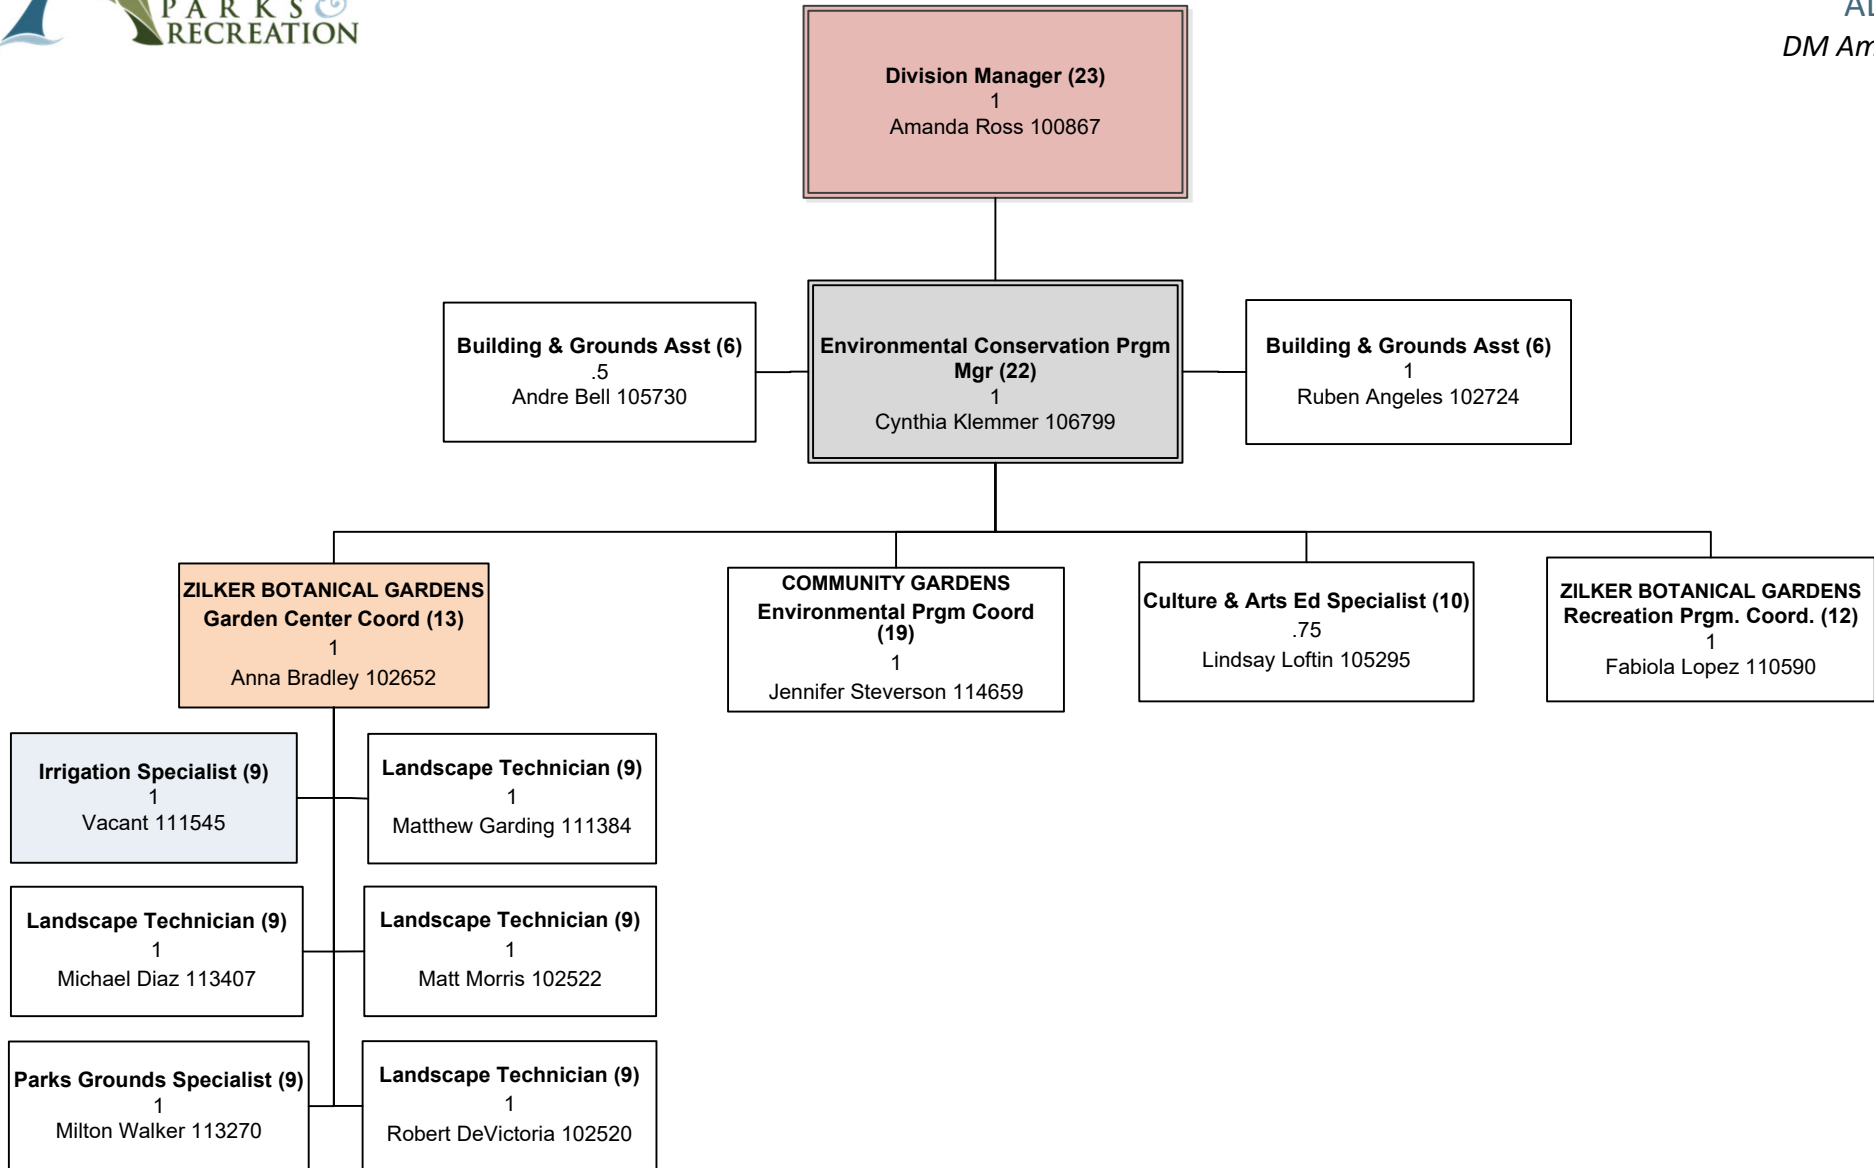 PARKS &
RECREATION
DM Am
Division Manager (23)
1
Amanda Ross 100867
Building & Grounds Asst (6)
.5
Andre Bell 105730
Environmental Conservation Prgm
Mgr (22)
1
Cynthia Klemmer 106799
Building & Grounds Asst (6)
1
Ruben Angeles 102724
ZILKER BOTANICAL GARDENS
Garden Center Coord (13)
1
Anna Bradley 102652
COMMUNITY GARDENS
Environmental Prgm Coord
(19)
1
Jennifer Steverson 114659
Culture & Arts Ed Specialist (10)
.75
Lindsay Loftin 105295
ZILKER BOTANICAL GARDENS
Recreation Prgm. Coord. (12)
1
Fabiola Lopez 110590
Irrigation Specialist (9)
1
Vacant 111545
Landscape Technician (9)
1
Matthew Garding 111384
Landscape Technician (9)
1
Michael Diaz 113407
Landscape Technician (9)
1
Matt Morris 102522
Parks Grounds Specialist (9)
1
Milton Walker 113270
Landscape Technician (9)
1
Robert DeVictoria 102520